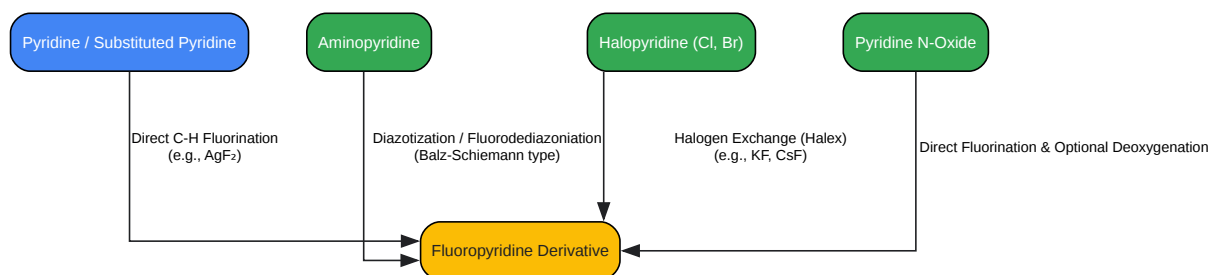 Pyridine / Substituted Pyridine
Aminopyridine
Halopyridine (Cl, Br)
Pyridine N-Oxide
Direct C-H Fluorination
(e.g., AgF₂)
Diazotization / Fluorodediazoniation
(Balz-Schiemann type)
Halogen Exchange (Halex)
(e.g., KF, CsF)
Direct Fluorination & Optional Deoxygenation
Fluoropyridine Derivative